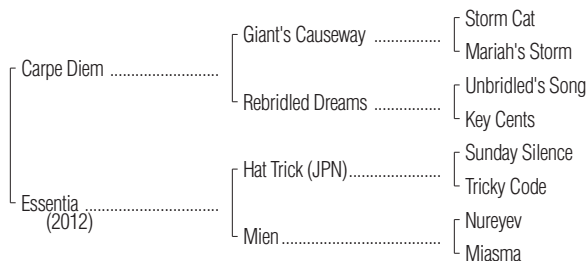 Storm Cat
Giant's Causeway ..................
Mariah's Storm
Carpe Diem ............................
Unbridled's Song
Rebridled Dreams ..................
Key Cents
Sunday Silence
Hat Trick (JPN).........................
Tricky Code
Essentia ..................................
(2012)
Nureyev
Mien..........................................
Miasma